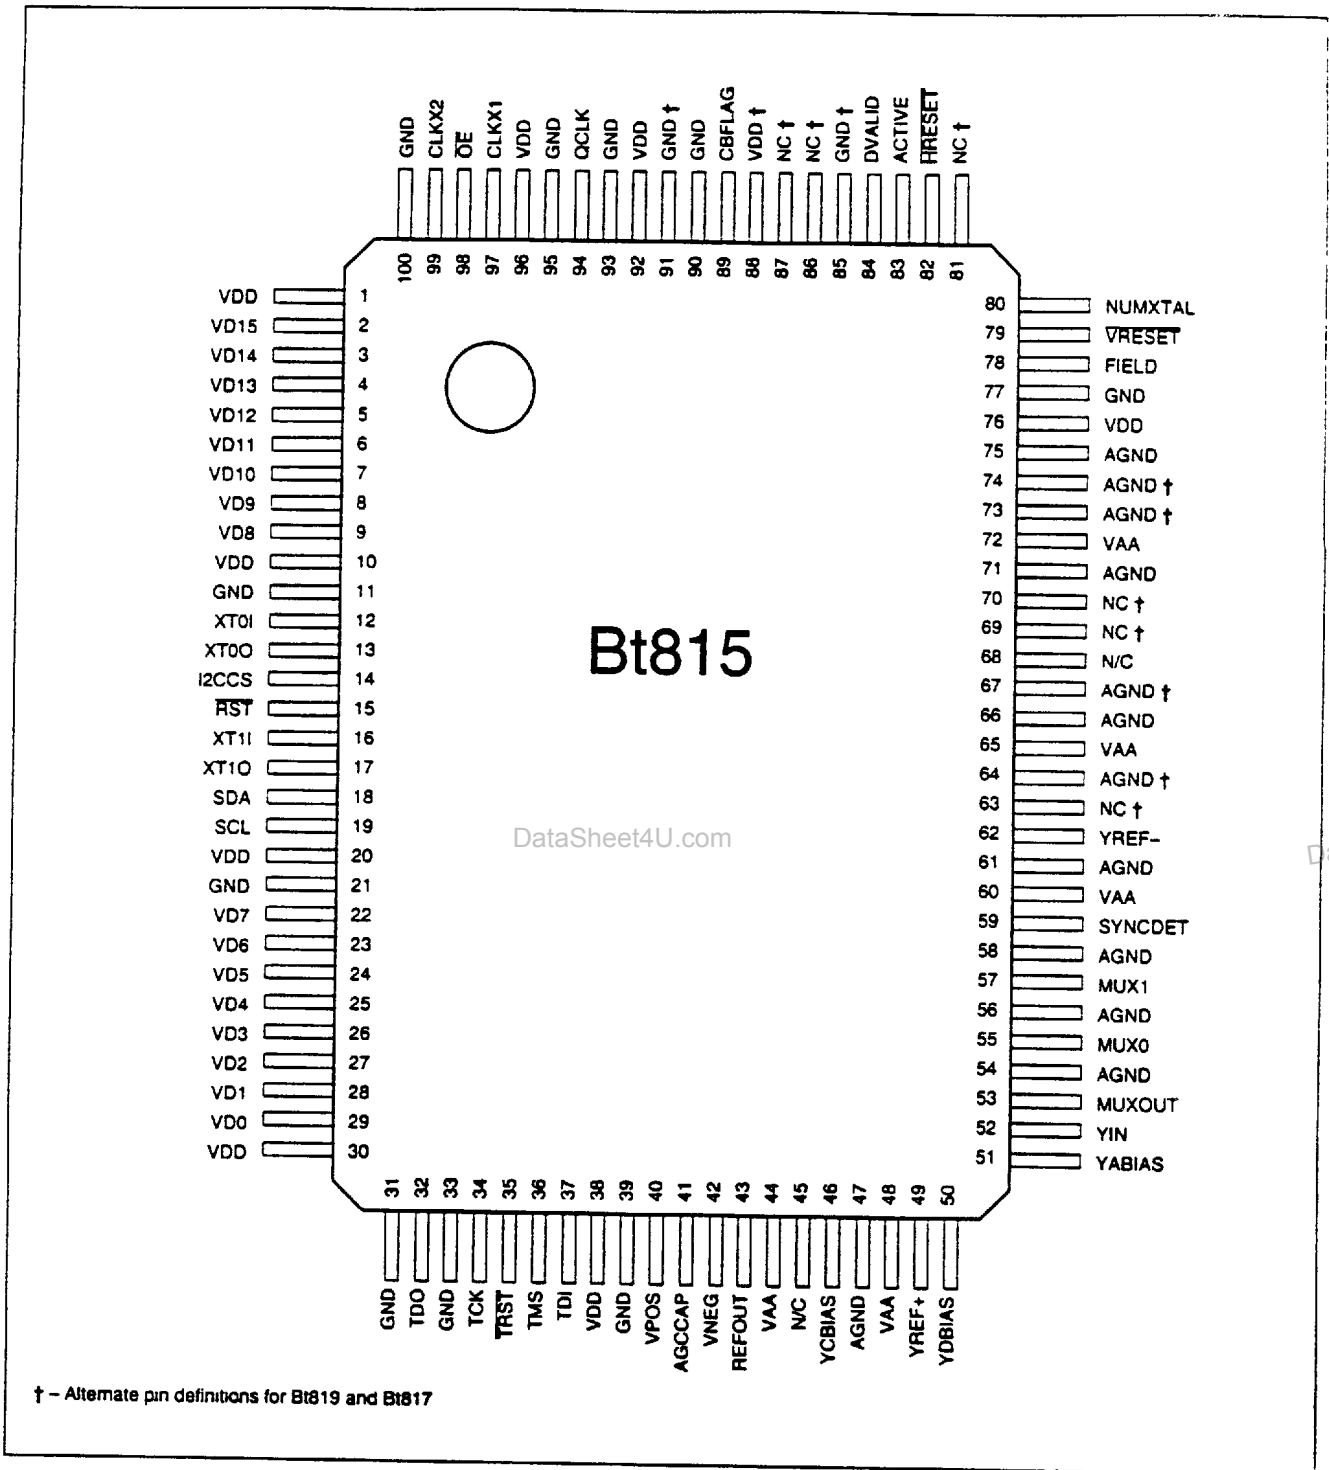 GND CLKX2 OE CLKX1 VDD GND QCLK GND VDD GND † GND CBFLAG VDD † NC † NC † GND † DVALID ACTIVE HRESET NC †
100 99 98 97 96 95 94 93 92 91 90 89 88 87 86 85 84 83 82 81
VDD 1
VD15 2
VD14 3
VD13 4
VD12 5
VD11 6
VD10 7
VD9 8
VD8 9
VDD 10
GND 11
XT0I 12
XT0O 13
I2CCS 14
RST 15
XT1I 16
XT1O 17
SDA 18
SCL 19
VDD 20
GND 21
VD7 22
VD6 23
VD5 24
VD4 25
VD3 26
VD2 27
VD1 28
VD0 29
VDD 30
Bt815
DataSheet4U.com
80 NUMXTAL
79 VRESET
78 FIELD
77 GND
76 VDD
75 AGND
74 AGND †
73 AGND †
72 VAA
71 AGND
70 NC †
69 NC †
68 N/C
67 AGND †
66 AGND
65 VAA
64 AGND †
63 NC †
62 YREF–
61 AGND
60 VAA
59 SYNCDET
58 AGND
57 MUX1
56 AGND
55 MUX0
54 AGND
53 MUXOUT
52 YIN
51 YABIAS
31 32 33 34 35 36 37 38 39 40 41 42 43 44 45 46 47 48 49 50
GND TDO GND TCK TRST TMS TDI VDD GND VPOS AGCCAP VNEG REFOUT VAA N/C YCBIAS AGND VAA YREF+ YDBIAS
† – Alternate pin definitions for Bt819 and Bt817